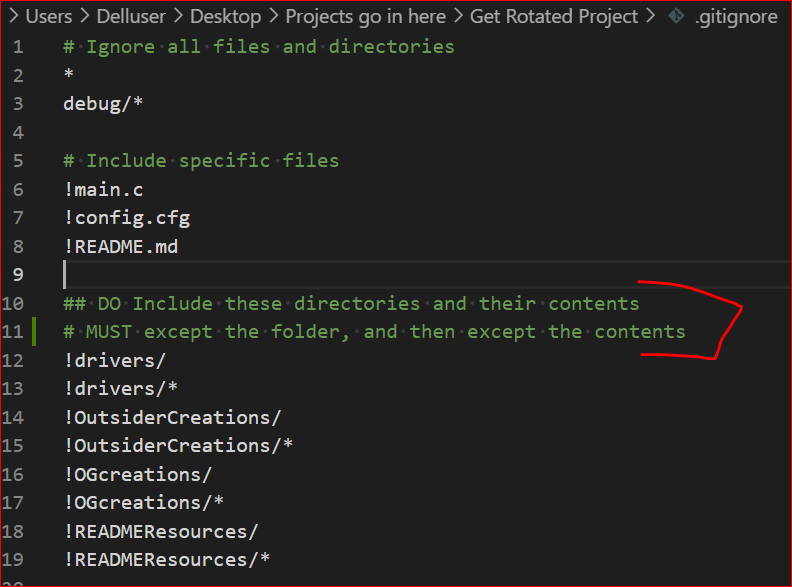 Users > Delluser > Desktop > Projects go in here > Get Rotated Project > .gitignore
1 # Ignore all files and directories
2 *
3 debug/*
4
5 # Include specific files
6 !main.c
7 !config.cfg
8 !README.md
9
10 ## DO Include these directories and their contents
11 # MUST except the folder, and then except the contents
12 !drivers/
13 !drivers/*
14 !OutsiderCreations/
15 !OutsiderCreations/*
16 !OGcreations/
17 !OGcreations/*
18 !READMEResources/
19 !READMEResources/*